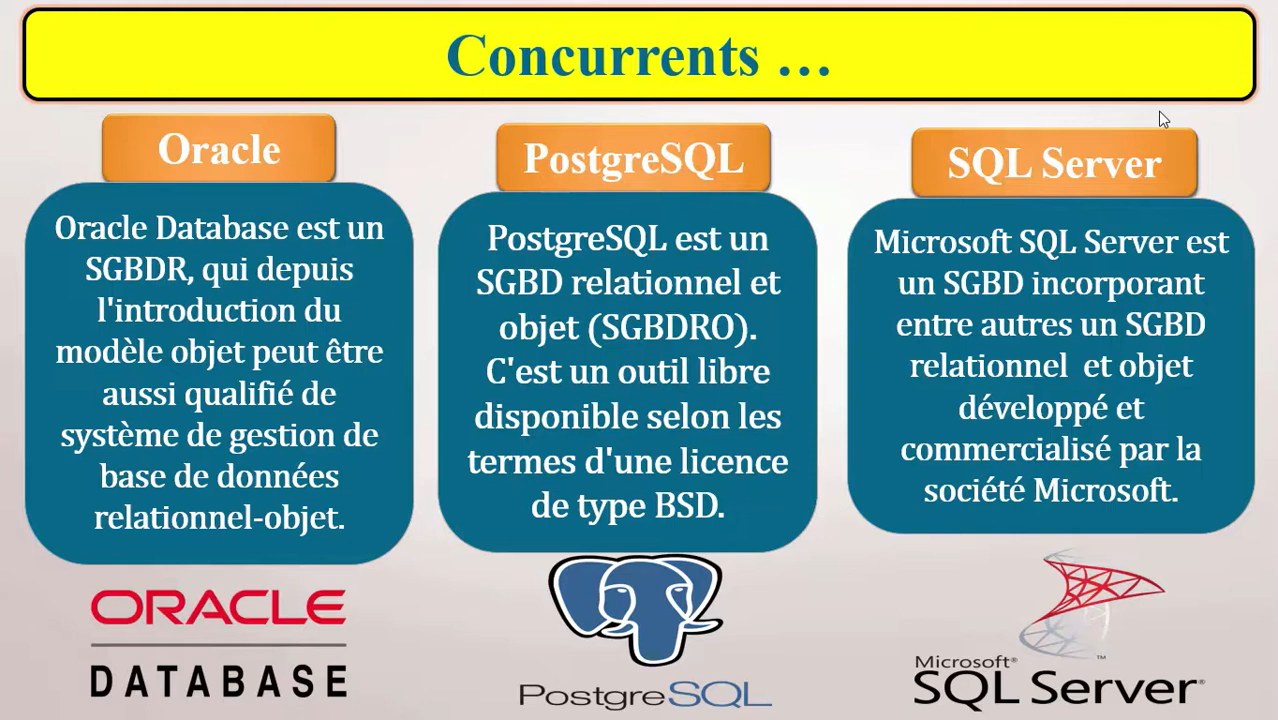 Concurrents …
Oracle
Oracle Database est un
SGBDR, qui depuis
l'introduction du
modèle objet peut être
aussi qualifié de
système de gestion de
base de données
relationnel-objet.
ORACLE
DATABASE
PostgreSQL
PostgreSQL est un
SGBD relationnel et
objet (SGBDRO).
C'est un outil libre
disponible selon les
termes d'une licence
de type BSD.
PostgreSQL
SQL Server
Microsoft SQL Server est
un SGBD incorporant
entre autres un SGBD
relationnel et objet
développé et
commercialisé par la
société Microsoft.
™
Microsoft®
SQL Server®